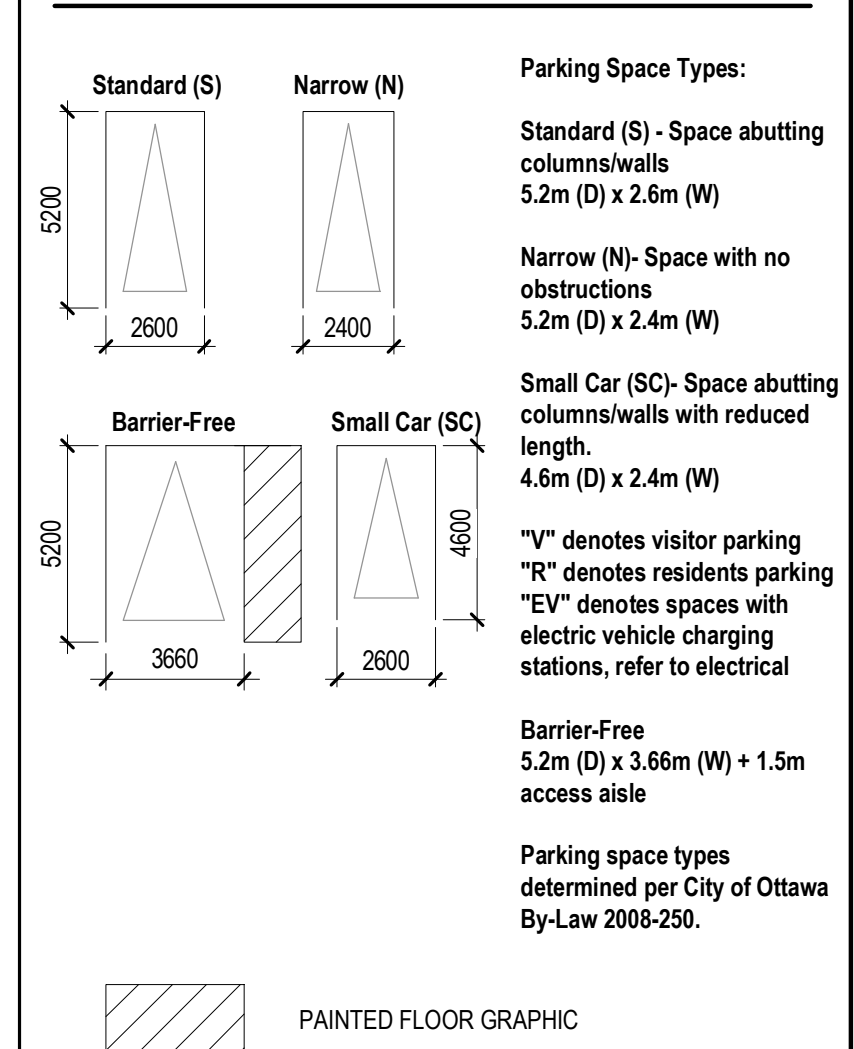 Standard (S)
Narrow (N)
5200
2600
2400
Barrier-Free
Small Car (SC)
5200
4600
3660
2600
Parking Space Types:
Standard (S) - Space abutting
columns/walls
5.2m (D) x 2.6m (W)
Narrow (N)- Space with no
obstructions
5.2m (D) x 2.4m (W)
Small Car (SC)- Space abutting
columns/walls with reduced
length.
4.6m (D) x 2.4m (W)
"V" denotes visitor parking
"R" denotes residents parking
"EV" denotes spaces with
electric vehicle charging
stations, refer to electrical
Barrier-Free
5.2m (D) x 3.66m (W) + 1.5m
access aisle
Parking space types
determined per City of Ottawa
By-Law 2008-250.
PAINTED FLOOR GRAPHIC